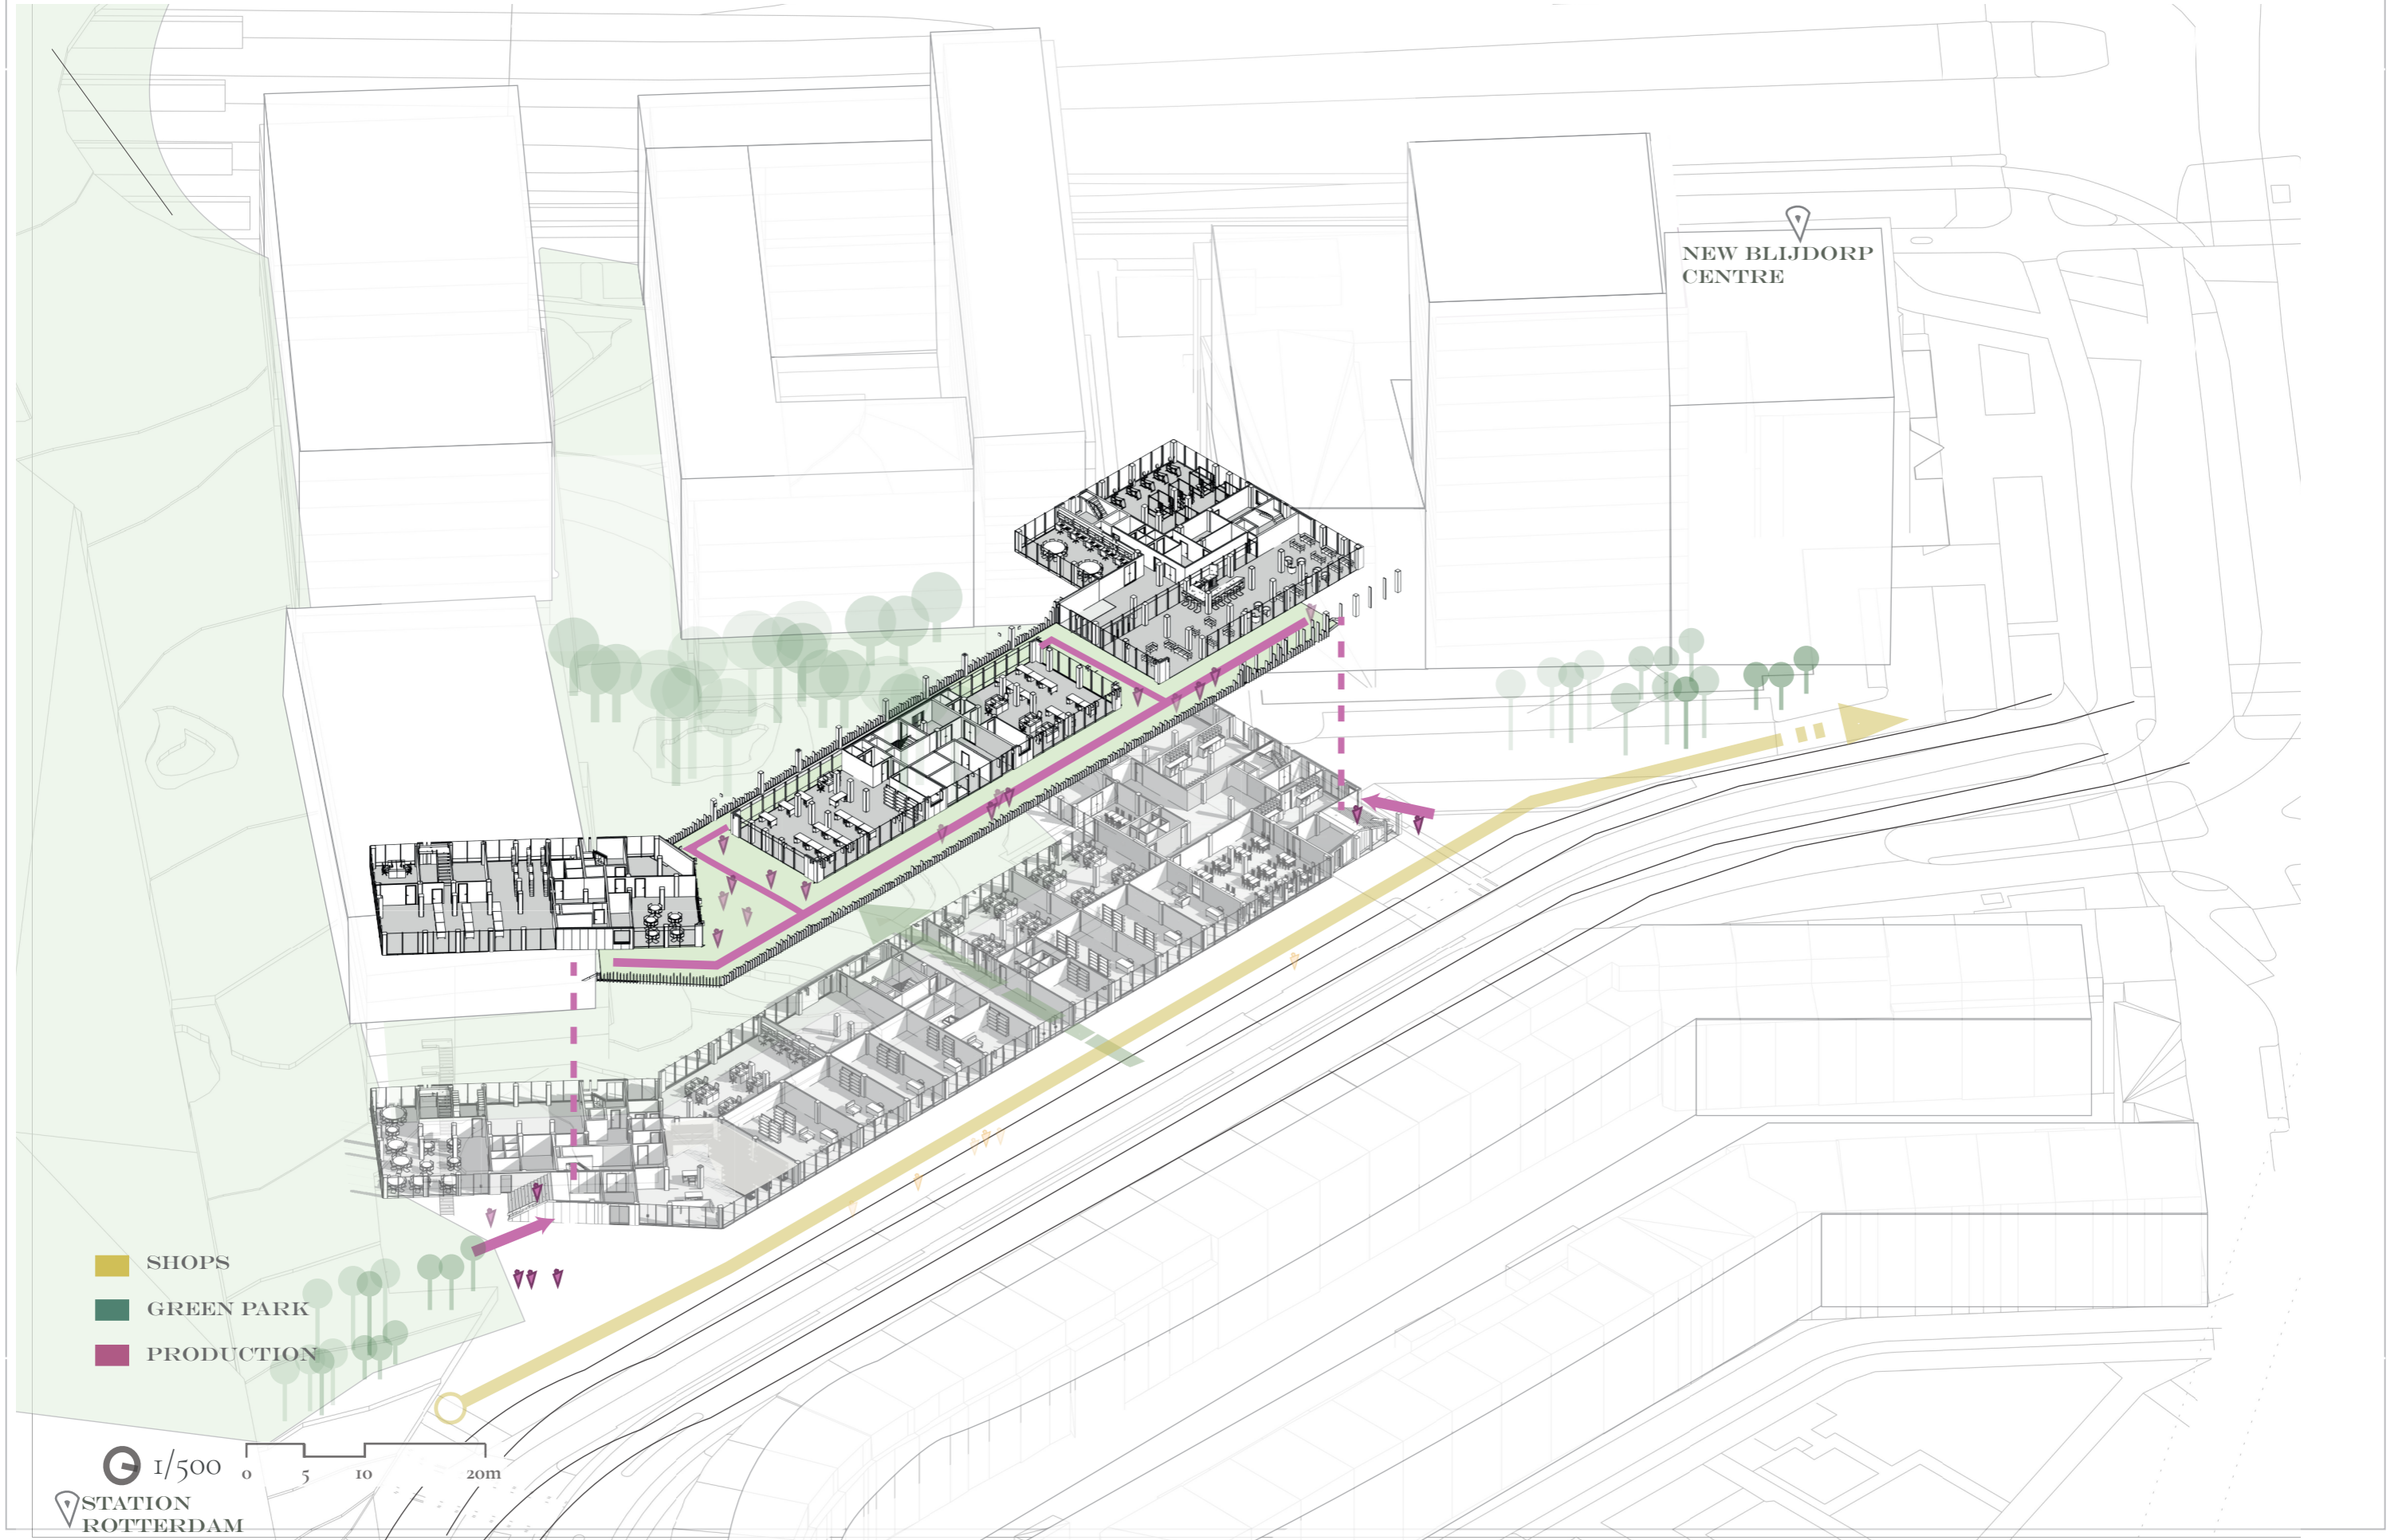 NEW BLIJDORP
CENTRE
SHOPS
GREEN PARK
PRODUCTION
1/500
0 5 10 20m
STATION
ROTTERDAM